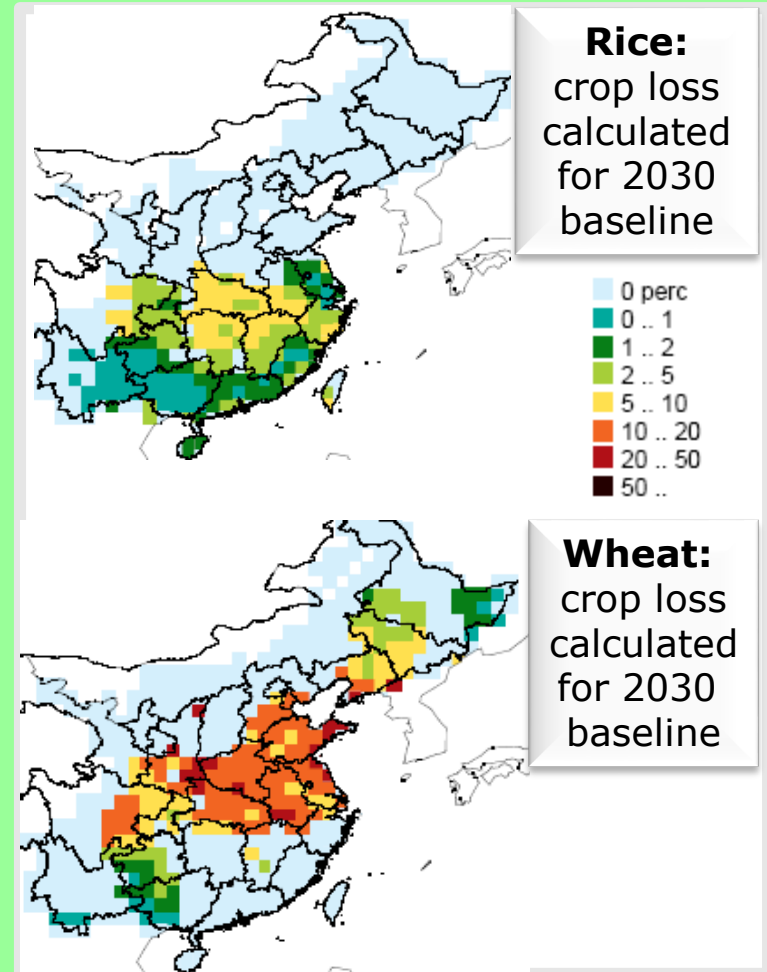 Rice:
crop loss
calculated
for 2030
baseline
0 perc
0 .. 1
1 .. 2
2 .. 5
5 .. 10
10 .. 20
20 .. 50
50 ..
Wheat:
crop loss
calculated
for 2030
baseline